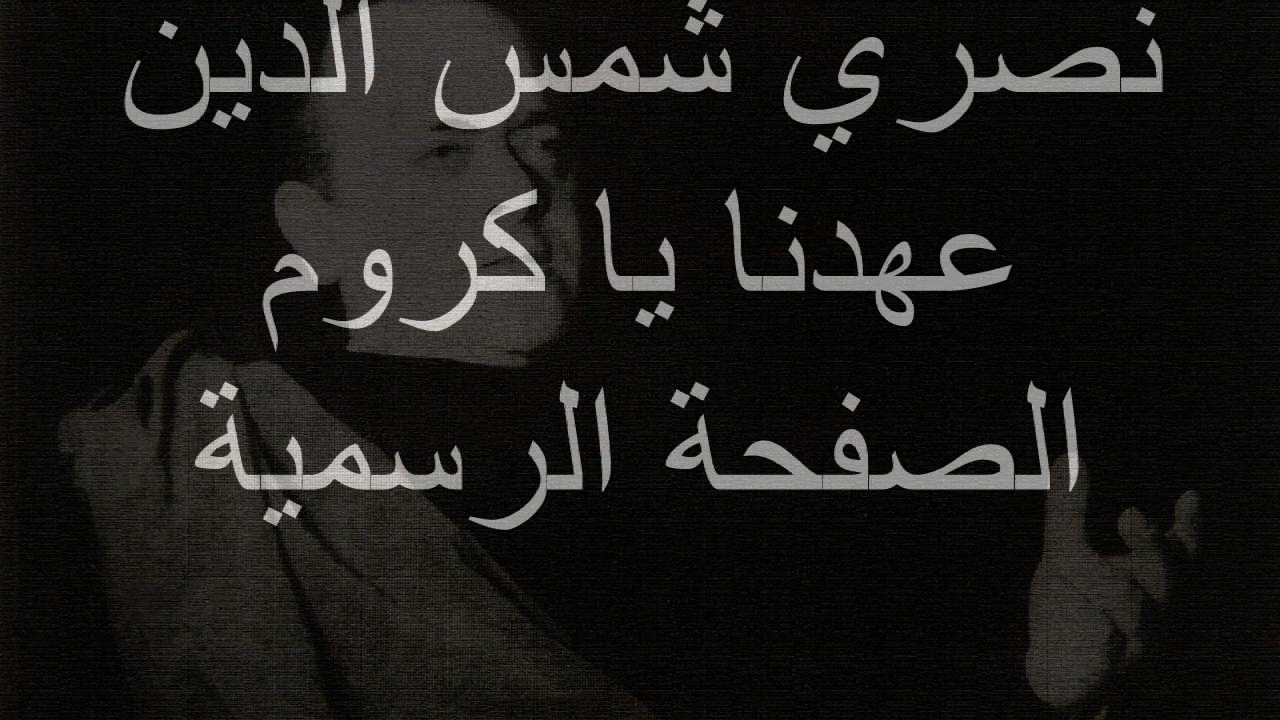 نصري شمس الدين
عهدنا يا كروم
الصفحة الرسمية